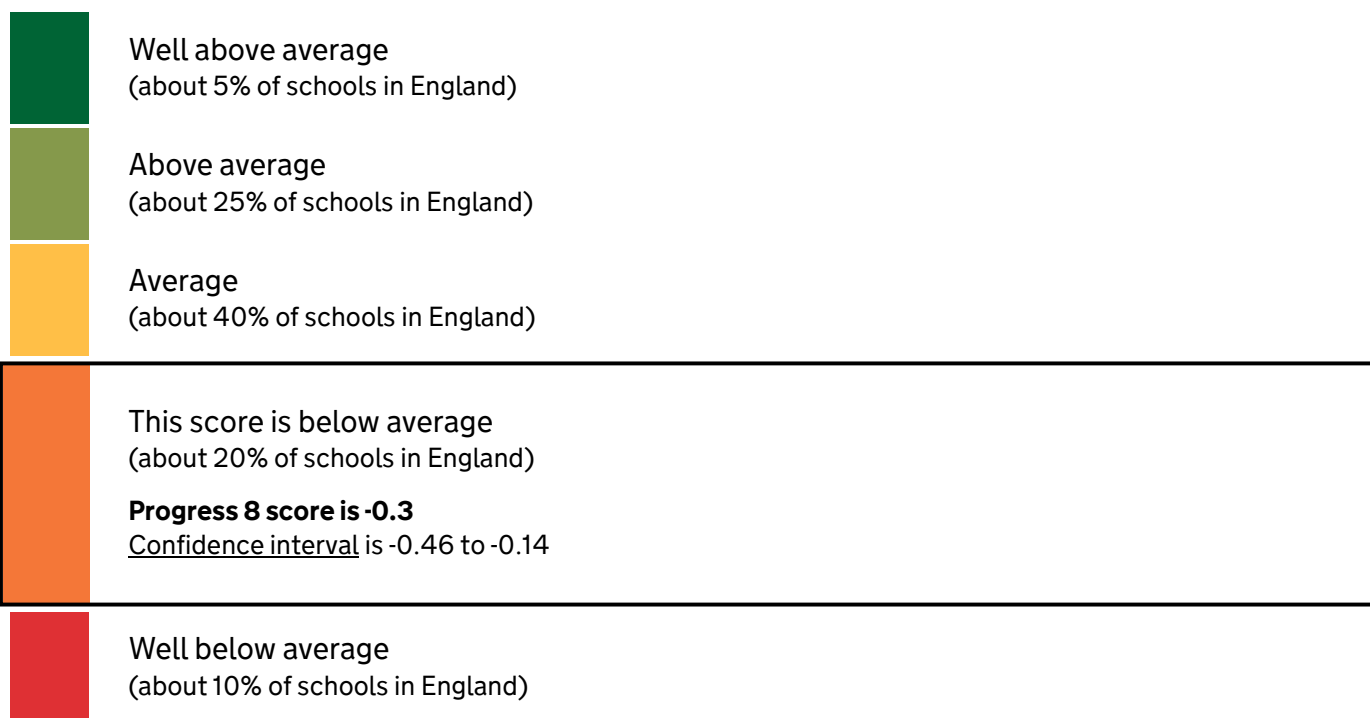 Well above average
(about 5% of schools in England)
Above average
(about 25% of schools in England)
Average
(about 40% of schools in England)
This score is below average
(about 20% of schools in England)
Progress 8 score is -0.3
Confidence interval is -0.46 to -0.14
Well below average
(about 10% of schools in England)